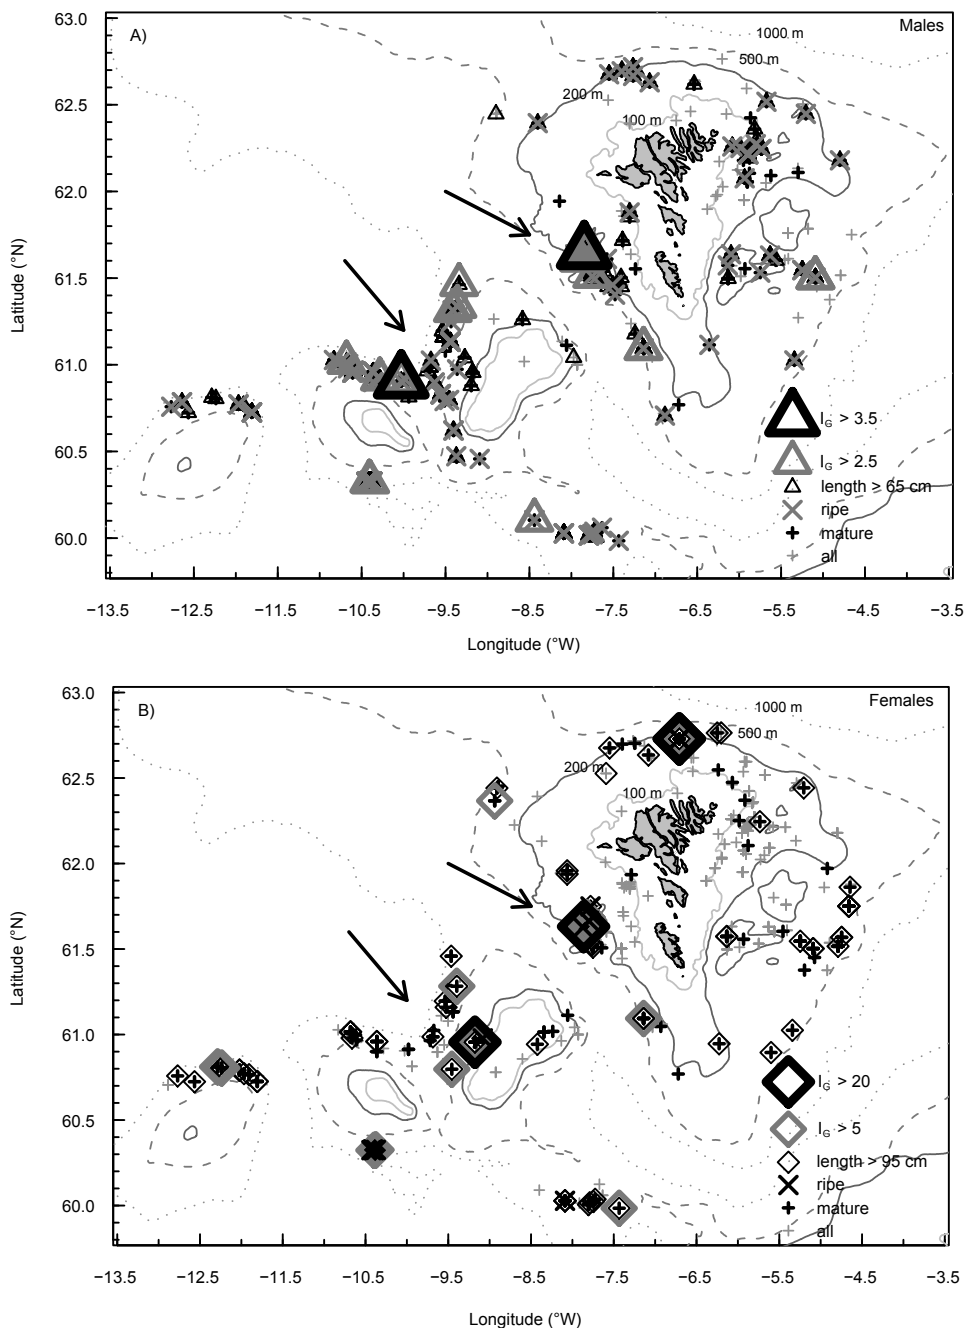 A)
Males
1000 m
500 m
200 m
100 m
63.0
62.5
62.0
61.5
61.0
60.5
60.0
Latitude (°N)
I_G > 3.5
I_G > 2.5
length > 65 cm
ripe
mature
all
−13.5 −12.5 −11.5 −10.5 −9.5 −8.5 −7.5 −6.5 −5.5 −4.5 −3.5
Longitude (°W)
B)
Females
1000 m
500 m
200 m
100 m
63.0
62.5
62.0
61.5
61.0
60.5
60.0
Latitude (°N)
I_G > 20
I_G > 5
length > 95 cm
ripe
mature
all
−13.5 −12.5 −11.5 −10.5 −9.5 −8.5 −7.5 −6.5 −5.5 −4.5 −3.5
Longitude (°W)